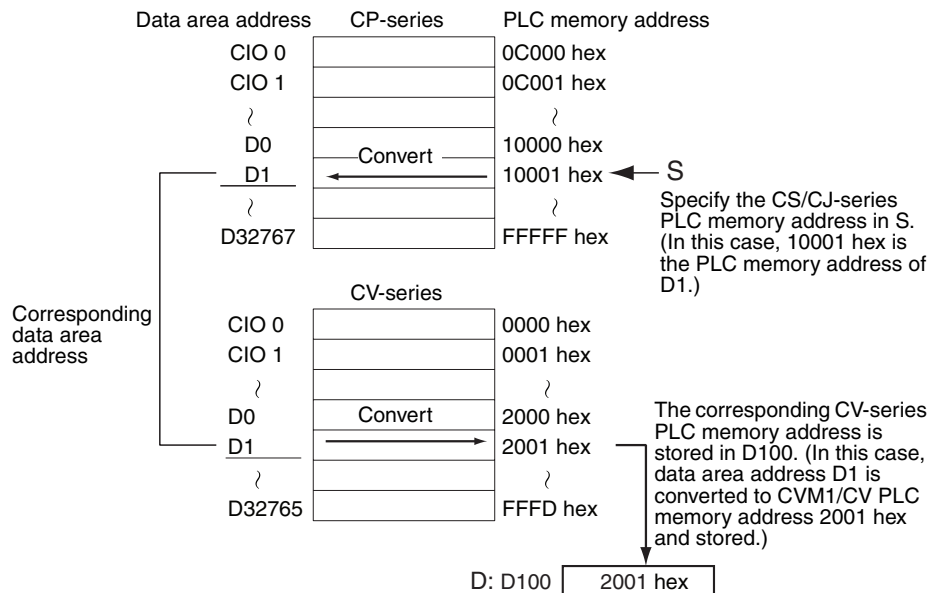 Data area address CP-series PLC memory address
CIO 0 0C000 hex
CIO 1 0C001 hex
~ ~
D0 10000 hex
D1 Convert 10001 hex S
~ ~
D32767 FFFFF hex
Specify the CS/CJ-series
PLC memory address in S.
(In this case, 10001 hex is
the PLC memory address of
D1.)
Corresponding
data area
address
CV-series
CIO 0 0000 hex
CIO 1 0001 hex
~ ~
D0 Convert 2000 hex
D1 2001 hex
~ ~
D32765 FFFD hex
The corresponding CV-series
PLC memory address is
stored in D100. (In this case,
data area address D1 is
converted to CVM1/CV PLC
memory address 2001 hex
and stored.)
D: D100 2001 hex